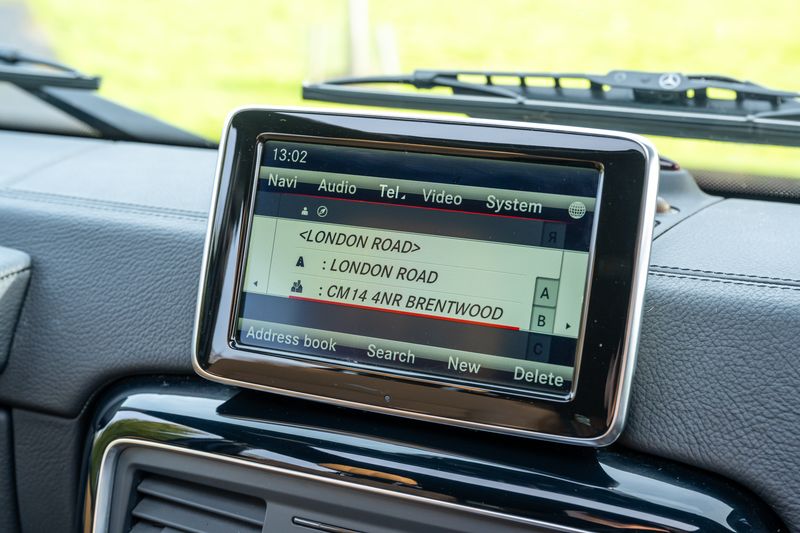 13:02
Navi Audio Tel Video System
R
<LONDON ROAD>
A : LONDON ROAD
: CM14 4NR BRENTWOOD
A
B
C
Address book Search New Delete